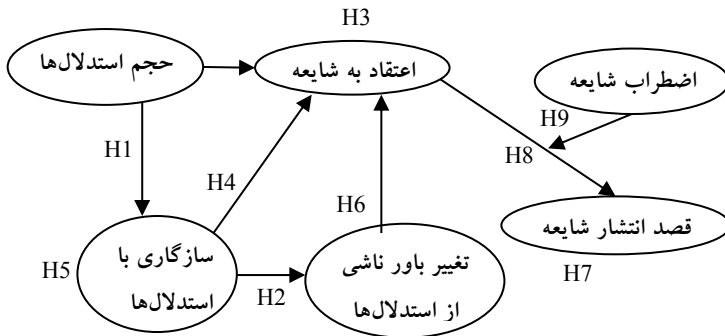 H3
حجم استدلال‌ها
اعتقاد به شایعه
اضطراب شایعه
H9
H1
H8
H4
H6
قصد انتشار شایعه
سازگاری با
استدلال‌ها
تغییر باور ناشی
از استدلال‌ها
H5
H2
H7